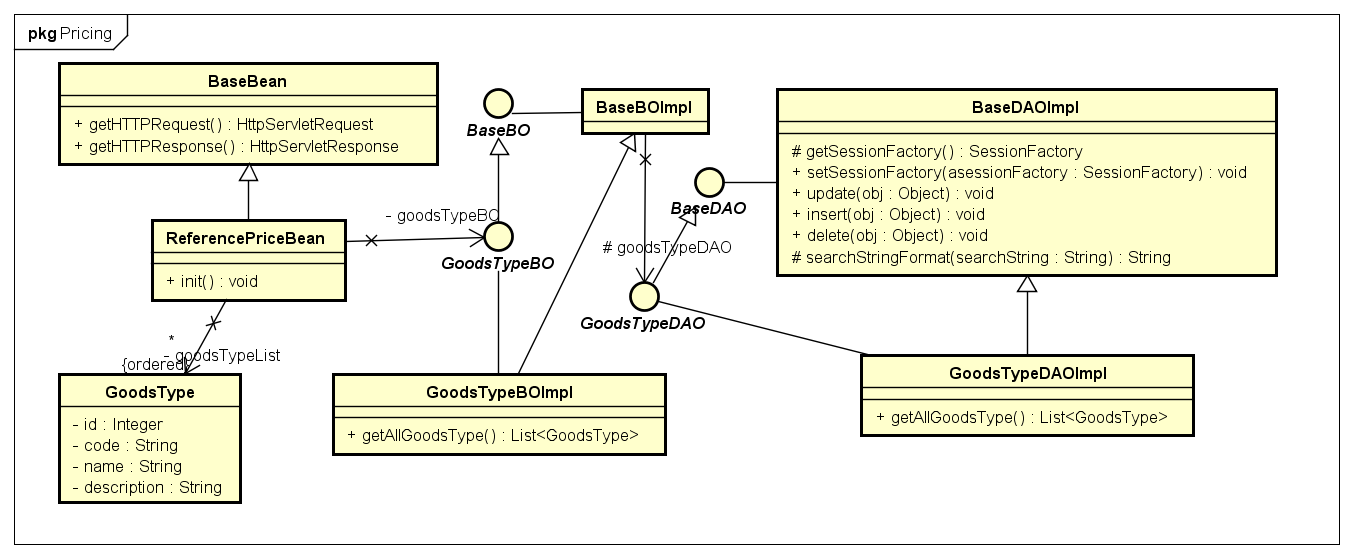 pkg Pricing
BaseBean
+ getHTTPRequest() : HttpServletRequest
+ getHTTPResponse() : HttpServletResponse
BaseBO
BaseBOImpl
BaseDAOImpl
# getSessionFactory() : SessionFactory
+ setSessionFactory(asessionFactory : SessionFactory) : void
+ update(obj : Object) : void
+ insert(obj : Object) : void
+ delete(obj : Object) : void
# searchStringFormat(searchString : String) : String
BaseDAO
ReferencePriceBean
+ init() : void
- goodsTypeBO
GoodsTypeBO
# goodsTypeDAO
GoodsTypeDAO
*
- goodsTypeList
{ordered}
GoodsType
- id : Integer
- code : String
- name : String
- description : String
GoodsTypeBOImpl
+ getAllGoodsType() : List<GoodsType>
GoodsTypeDAOImpl
+ getAllGoodsType() : List<GoodsType>